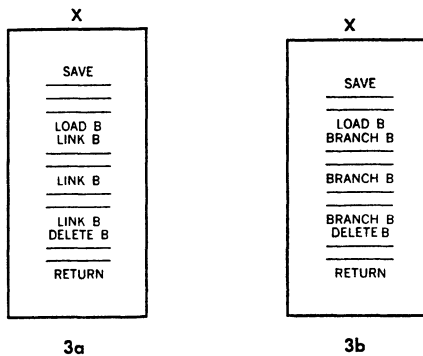 X
SAVE
LOAD B
LINK B
LINK B
LINK B
DELETE B
RETURN
3a
X
SAVE
LOAD B
BRANCH B
BRANCH B
BRANCH B
DELETE B
RETURN
3b